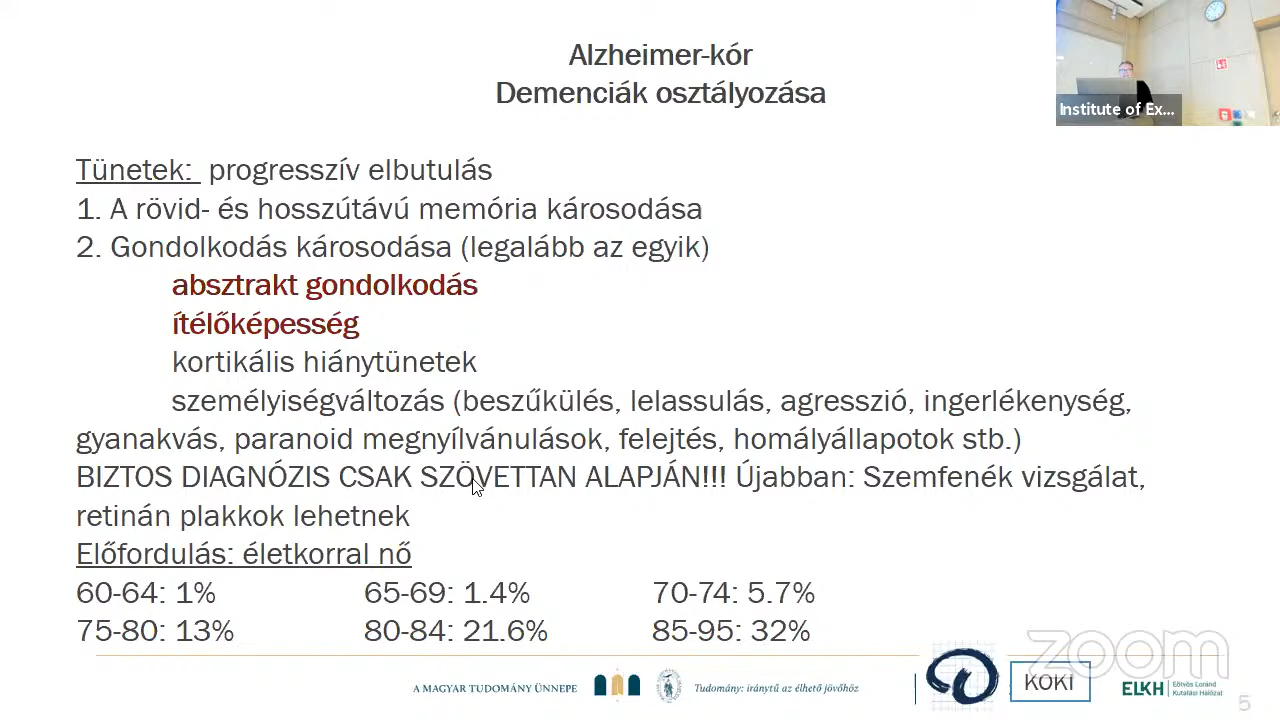 Alzheimer-kór
Demenciák osztályozása
Institute of Ex...
Tünetek: progresszív elbutulás
1. A rövid- és hosszútávú memória károsodása
2. Gondolkodás károsodása (legalább az egyik)
absztrakt gondolkodás
ítélőképesség
kortikális hiánytünetek
személyiségváltozás (beszűkülés, lelassulás, agresszió, ingerlékenység,
gyanakvás, paranoid megnyílvánulások, felejtés, homályállapotok stb.)
BIZTOS DIAGNÓZIS CSAK SZÖVETTAN ALAPJÁN!!! Újabban: Szemfenék vizsgálat,
retinán plakkok lehetnek
Előfordulás: életkorral nő
60-64: 1% 65-69: 1.4% 70-74: 5.7%
75-80: 13% 80-84: 21.6% 85-95: 32%
zoom
A MAGYAR TUDOMÁNY ÜNNEPE
Tudomány: iránytű az élhető jövőhöz
KOKI
ELKH
Eötvös Loránd
Kutatási Hálózat
5